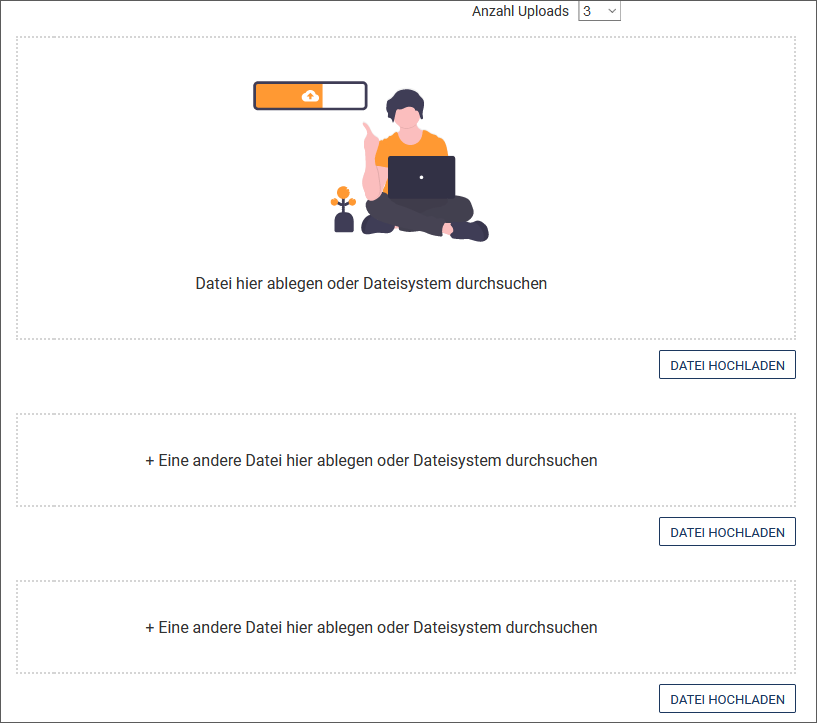 Anzahl Uploads 3
Datei hier ablegen oder Dateisystem durchsuchen
DATEI HOCHLADEN
+ Eine andere Datei hier ablegen oder Dateisystem durchsuchen
DATEI HOCHLADEN
+ Eine andere Datei hier ablegen oder Dateisystem durchsuchen
DATEI HOCHLADEN